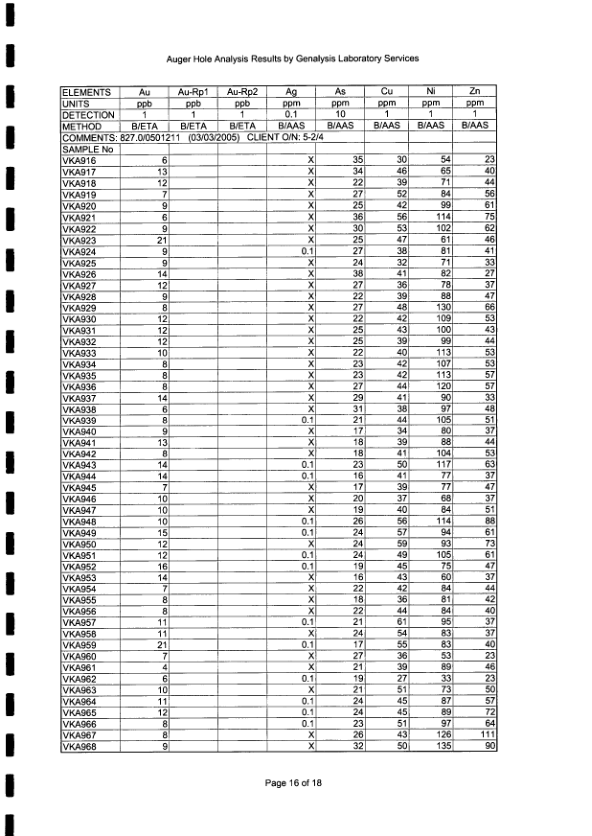 Auger Hole Analysis Results by Genalysis Laboratory Services
ELEMENTS Au Au-Rp1 Au-Rp2 Ag As Cu Ni Zn
UNITS ppb ppb ppb ppm ppm ppm ppm ppm
DETECTION 1 1 1 0.1 10 1 1 1
METHOD B/ETA B/ETA B/ETA B/AAS B/AAS B/AAS B/AAS B/AAS
COMMENTS: 827.0/0501211 (03/03/2005) CLIENT O/N: 5-2/4
SAMPLE No
VKA916 6 X 35 30 54 23
VKA917 13 X 34 46 65 40
VKA918 12 X 22 39 71 44
VKA919 7 X 27 52 84 56
VKA920 9 X 25 42 99 61
VKA921 6 X 36 56 114 75
VKA922 9 X 30 53 102 62
VKA923 21 X 25 47 61 46
VKA924 9 0.1 27 38 81 41
VKA925 9 X 24 32 71 33
VKA926 14 X 38 41 82 27
VKA927 12 X 27 36 78 37
VKA928 9 X 22 39 88 47
VKA929 8 X 27 48 130 66
VKA930 12 X 22 42 109 53
VKA931 12 X 25 43 100 43
VKA932 12 X 25 39 99 44
VKA933 10 X 22 40 113 53
VKA934 8 X 23 42 107 53
VKA935 8 X 23 42 113 57
VKA936 8 X 27 44 120 57
VKA937 14 X 29 41 90 33
VKA938 6 X 31 38 97 48
VKA939 8 0.1 21 44 105 51
VKA940 9 X 17 34 80 37
VKA941 13 X 18 39 88 44
VKA942 8 X 18 41 104 53
VKA943 14 0.1 23 50 117 63
VKA944 14 0.1 16 41 77 37
VKA945 7 X 17 39 77 47
VKA946 10 X 20 37 68 37
VKA947 10 X 19 40 84 51
VKA948 10 0.1 26 56 114 88
VKA949 15 0.1 24 57 94 61
VKA950 12 X 24 59 93 73
VKA951 12 0.1 24 49 105 61
VKA952 16 0.1 19 45 75 47
VKA953 14 X 16 43 60 37
VKA954 7 X 22 42 84 44
VKA955 8 X 18 36 81 42
VKA956 8 X 22 44 84 40
VKA957 11 0.1 21 61 95 37
VKA958 11 X 24 54 83 37
VKA959 21 0.1 17 55 83 40
VKA960 7 X 27 36 53 23
VKA961 4 X 21 39 89 46
VKA962 6 0.1 19 27 33 23
VKA963 10 X 21 51 73 50
VKA964 11 0.1 24 45 87 57
VKA965 12 0.1 24 45 89 72
VKA966 8 0.1 23 51 97 64
VKA967 8 X 26 43 126 111
VKA968 9 X 32 50 135 90
Page 16 of 18